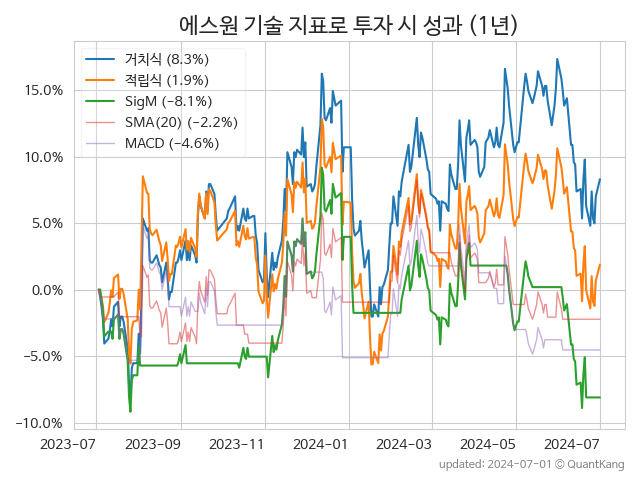 에스원 기술 지표로 투자 시 성과 (1년)
거치식 (8.3%)
적립식 (1.9%)
SigM (−8.1%)
SMA(20) (−2.2%)
MACD (−4.6%)
15.0%
10.0%
5.0%
0.0%
−5.0%
−10.0%
2023-07 2023-09 2023-11 2024-01 2024-03 2024-05 2024-07
updated: 2024-07-01 © QuantKang